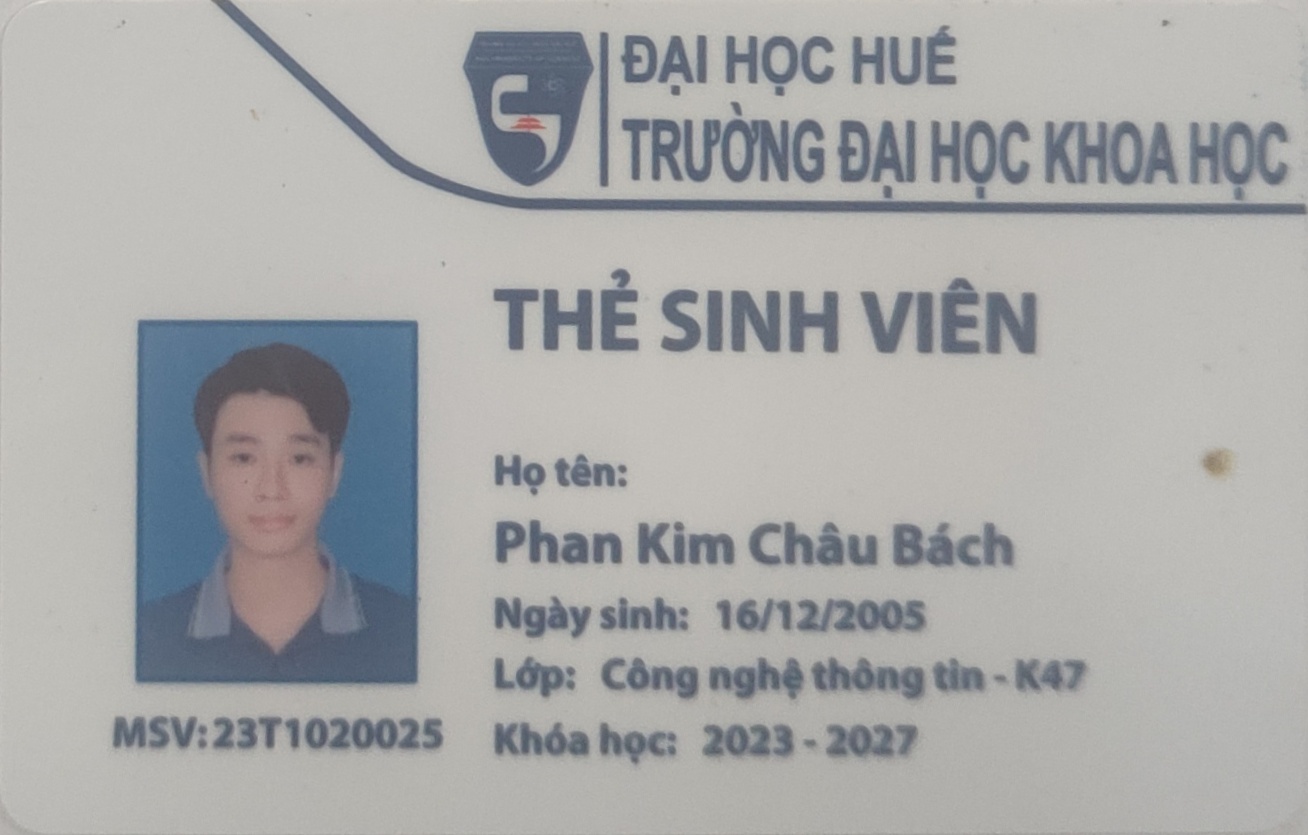 ĐẠI HỌC HUẾ
TRƯỜNG ĐẠI HỌC KHOA HỌC
THẺ SINH VIÊN
Họ tên:
Phan Kim Châu Bách
Ngày sinh: 16/12/2005
Lớp: Công nghệ thông tin - K47
Khóa học: 2023 - 2027
MSV: 23T1020025